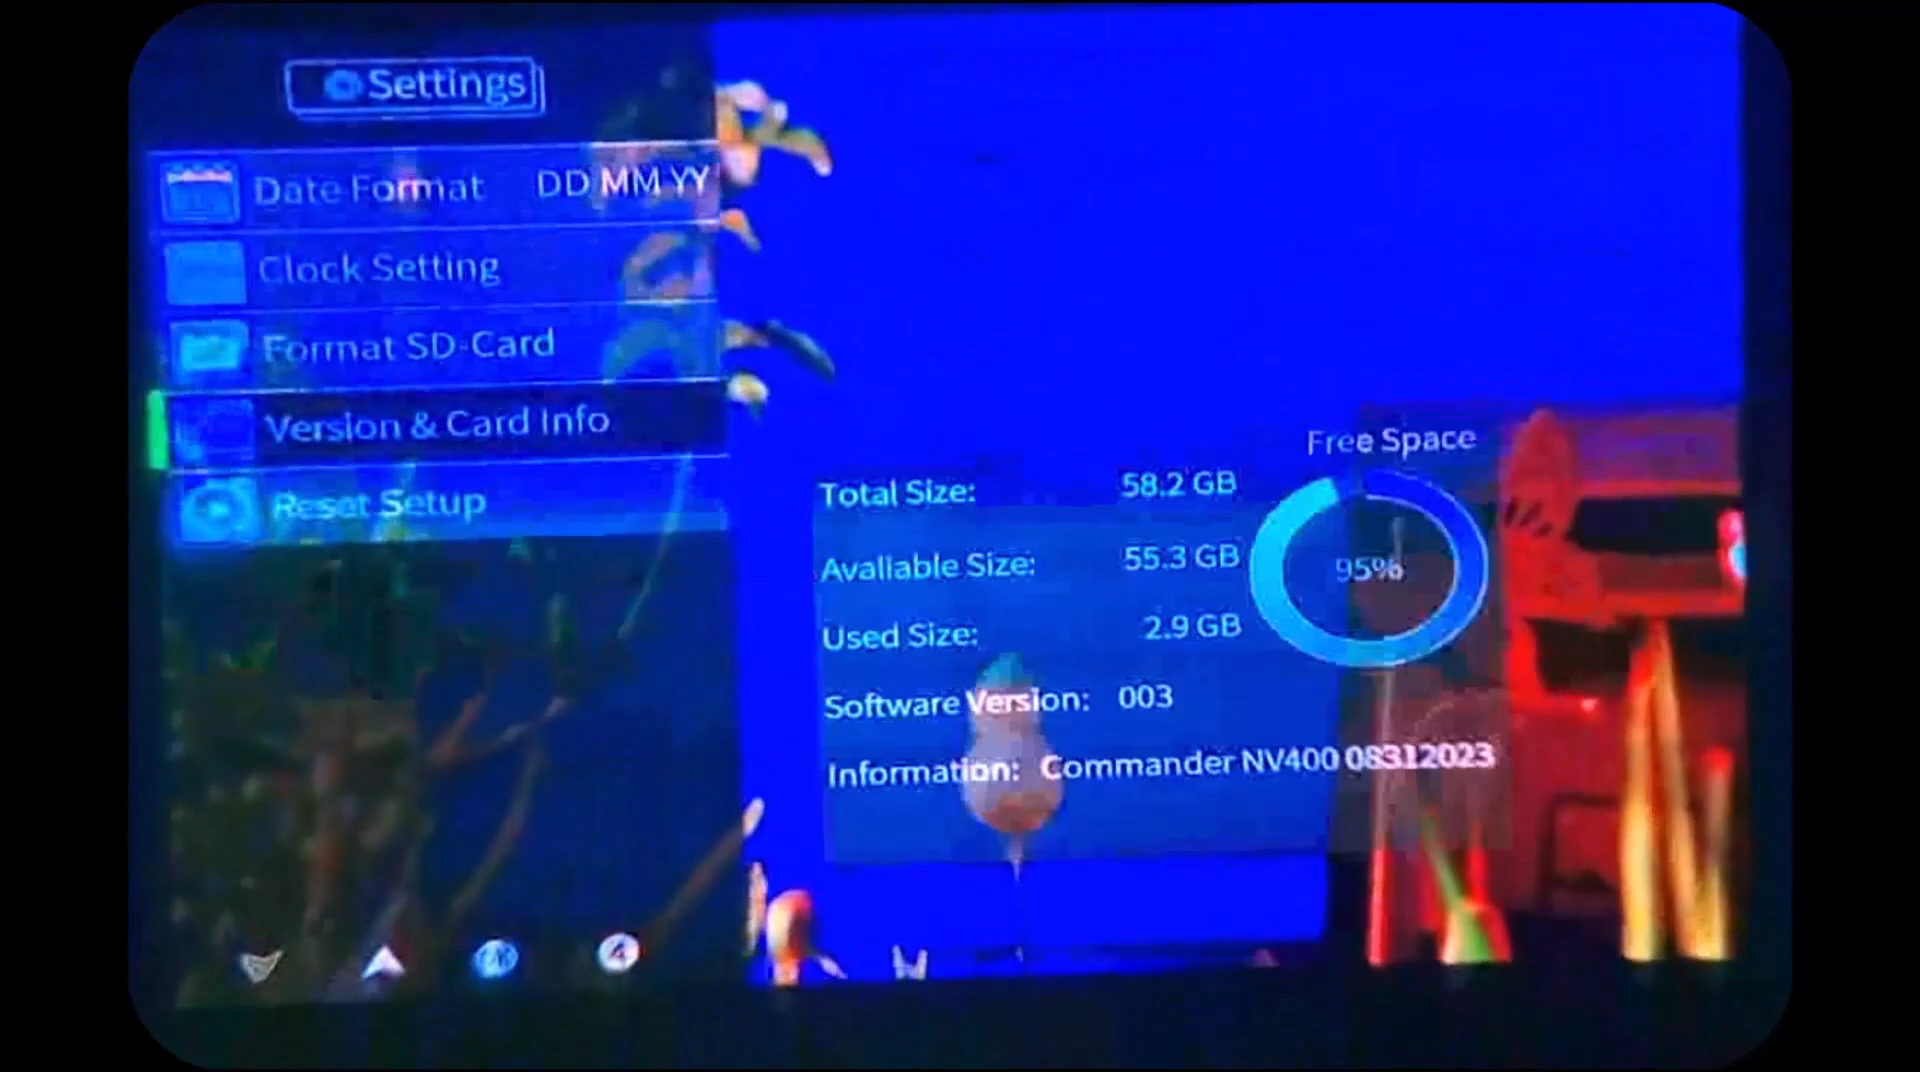 Settings
Date Format DD MM YY
Clock Setting
Format SD-Card
Version & Card Info
Reset Setup
Free Space
95%
Total Size: 58.2 GB
Available Size: 55.3 GB
Used Size: 2.9 GB
Software Version: 003
Information: Commander NV400 08312023